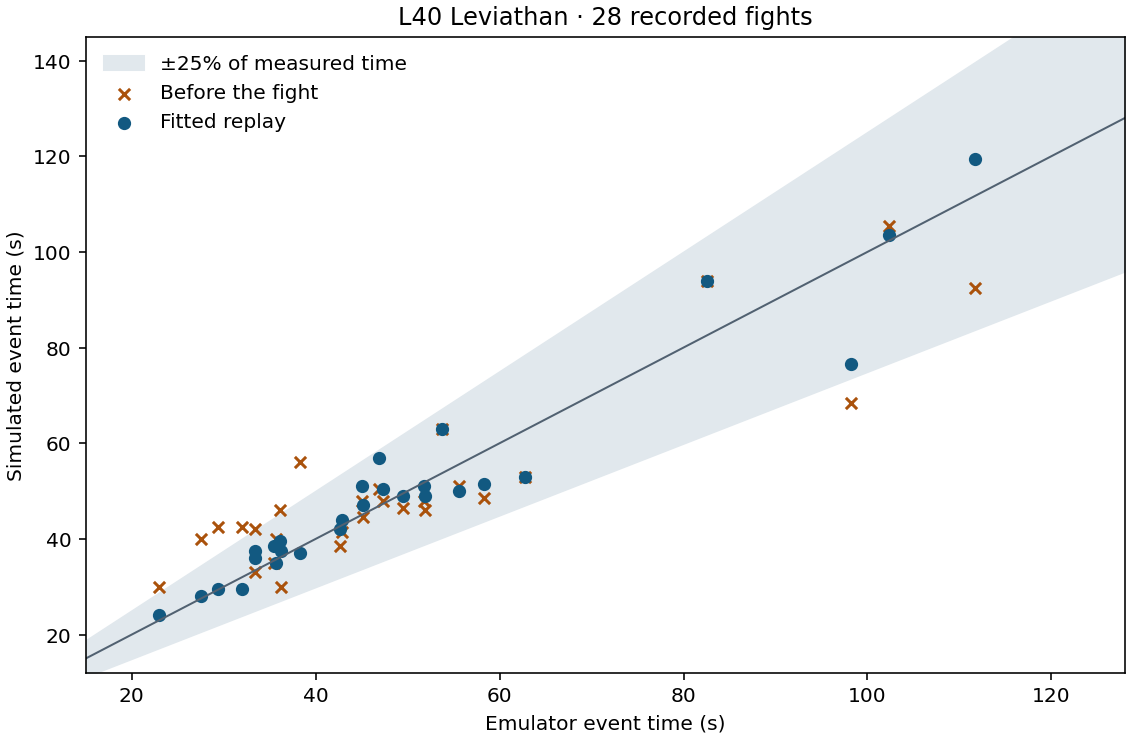 L40 Leviathan · 28 recorded fights
±25% of measured time
Before the fight
Fitted replay
Simulated event time (s)
140
120
100
80
60
40
20
20 40 60 80 100 120
Emulator event time (s)